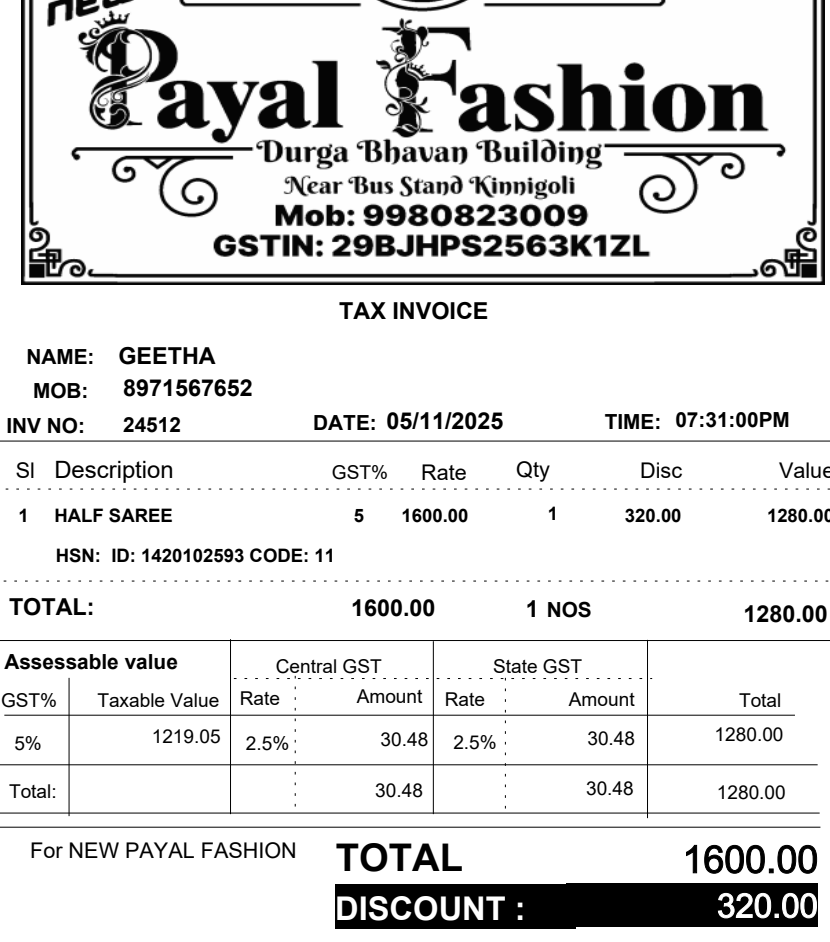 new
Payal Fashion
Durga Bhavan Building
Near Bus Stand Kinnigoli
Mob: 9980823009
GSTIN: 29BJHPS2563K1ZL
TAX INVOICE
NAME: GEETHA
MOB: 8971567652
INV NO: 24512 DATE: 05/11/2025 TIME: 07:31:00PM
Sl Description GST% Rate Qty Disc Value
1 HALF SAREE 5 1600.00 1 320.00 1280.00
HSN: ID: 1420102593 CODE: 11
TOTAL: 1600.00 1 NOS 1280.00
Assessable value Central GST State GST
GST% Taxable Value Rate Amount Rate Amount Total
5% 1219.05 2.5% 30.48 2.5% 30.48 1280.00
Total: 30.48 30.48 1280.00
For NEW PAYAL FASHION TOTAL 1600.00
DISCOUNT : 320.00